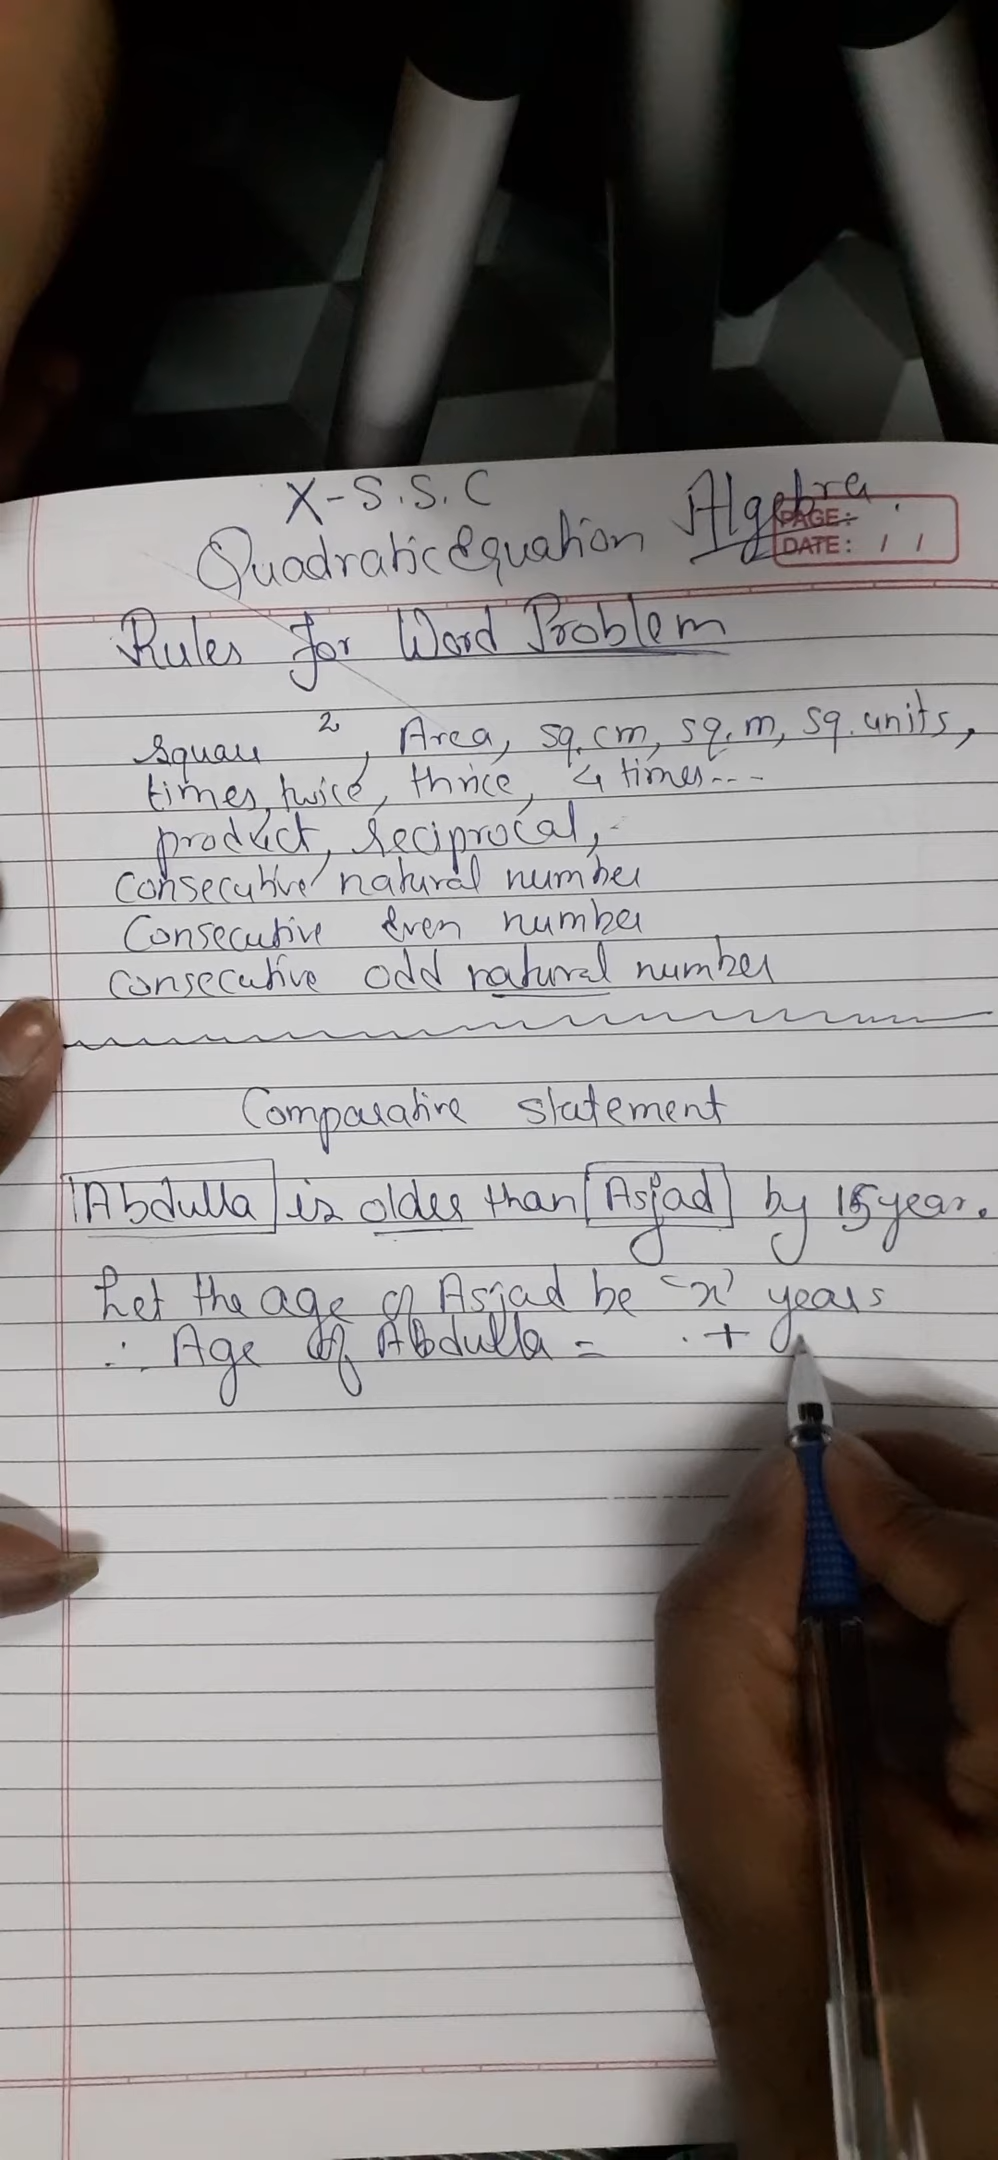 X-S.S.C
Algebra
PAGE:
DATE: / /
Quadratic equation
Rules for Word Problem
square ², Area, sq.cm, sq.m, sq.units,
times, twice, thrice, 4 times---
product, reciprocal,
consecutive natural number
Consecutive Even number
consecutive odd natural number
Comparative statement
Abdulla is older than Asjad by 15 year.
Let the age of Asjad be 'x' years
∴ Age of Abdulla = . +